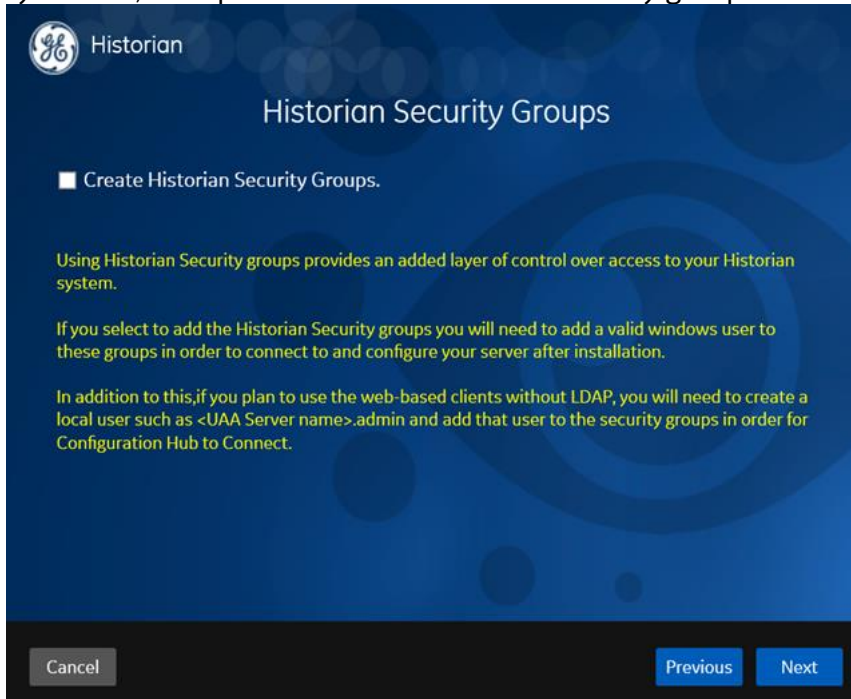 Historian
Historian Security Groups
Create Historian Security Groups.
Using Historian Security groups provides an added layer of control over access to your Historian
system.
If you select to add the Historian Security groups you will need to add a valid windows user to
these groups in order to connect to and configure your server after installation.
In addition to this,if you plan to use the web-based clients without LDAP, you will need to create a
local user such as <UAA Server name>.admin and add that user to the security groups in order for
Configuration Hub to Connect.
Cancel
Previous
Next